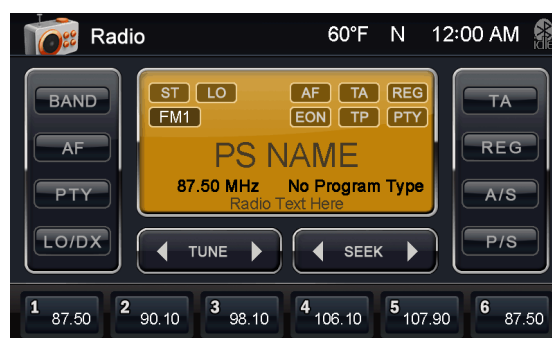 Radio 60°F N 12:00 AM idle
BAND
AF
PTY
LO/DX
ST LO AF TA REG
FM1 EON TP PTY
PS NAME
87.50 MHz No Program Type
Radio Text Here
TUNE SEEK
TA
REG
A/S
P/S
1 87.50 2 90.10 3 98.10 4 106.10 5 107.90 6 87.50